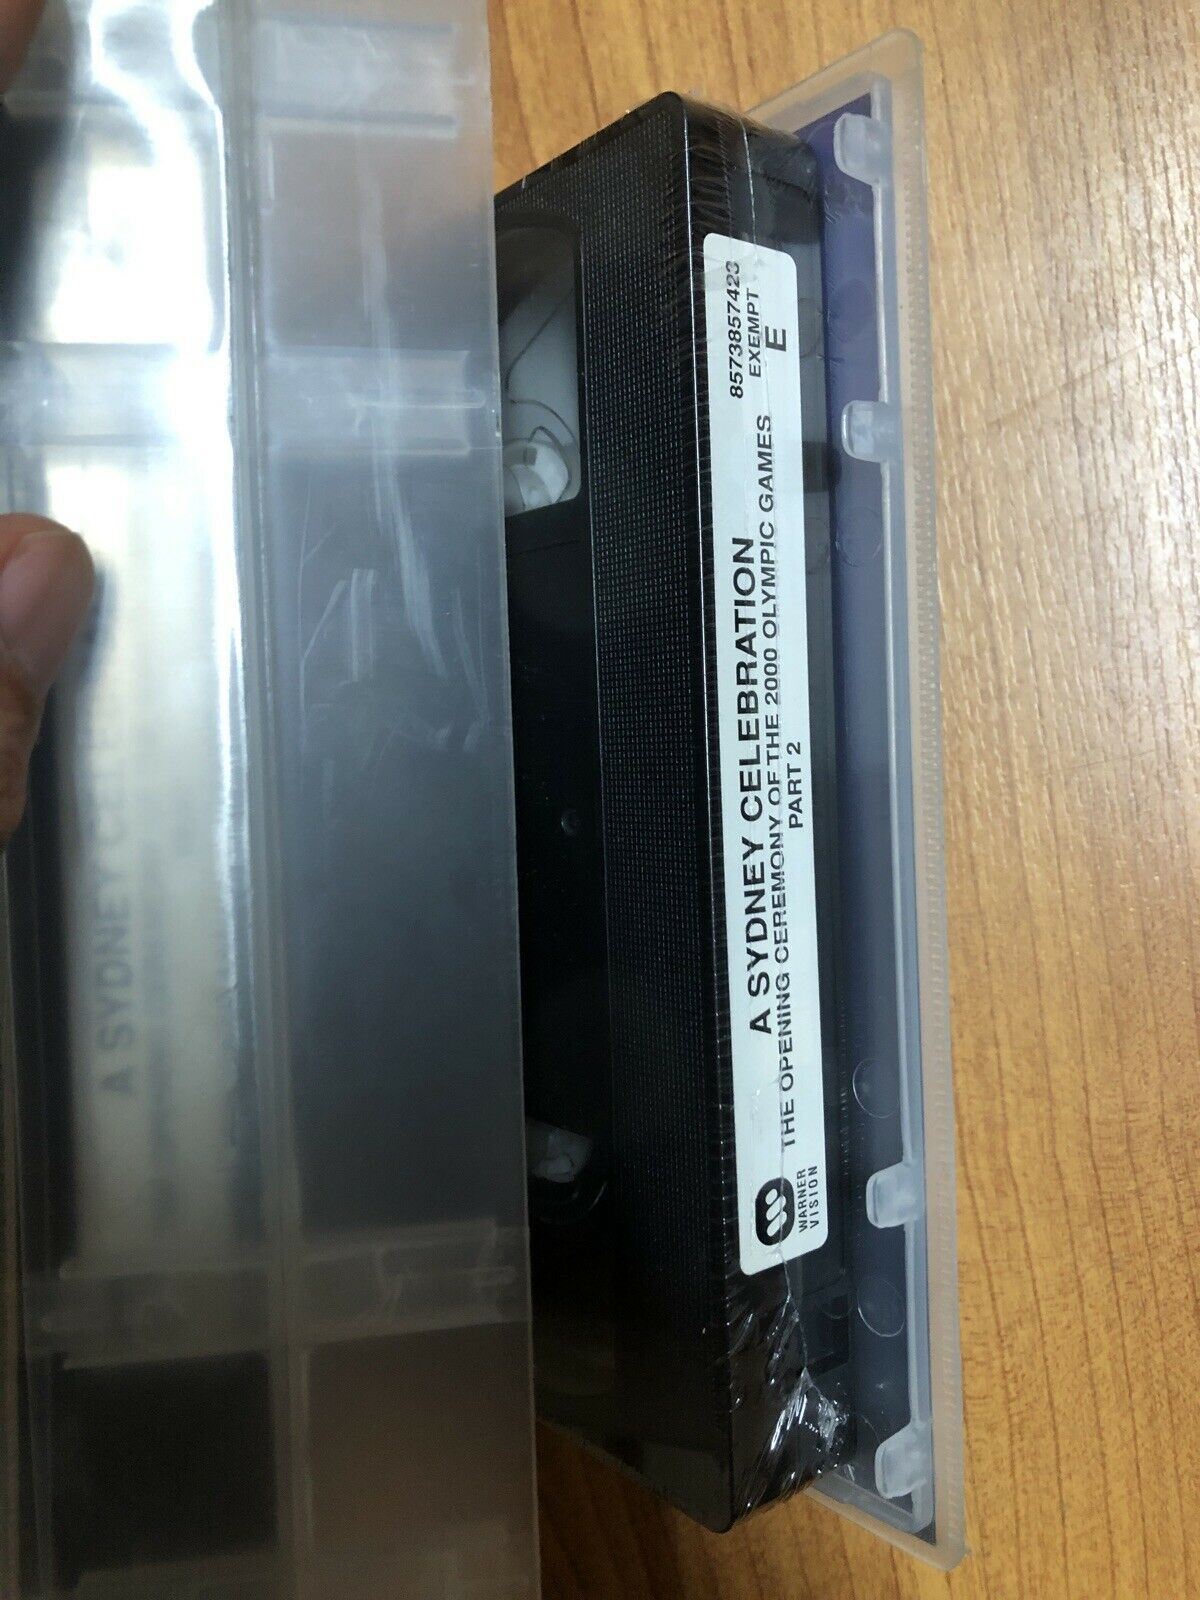 A SYDNEY CELEBRATION
THE OPENING CEREMONY OF THE 2000 OLYMPIC GAMES
PART 2
8573857423
EXEMPT
E
WARNER
VISION
A SYDNEY